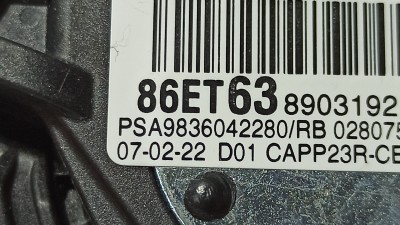 86ET63 8903192
PSA9836042280/RB 028075
07-02-22 D01 CAPP23R-CE